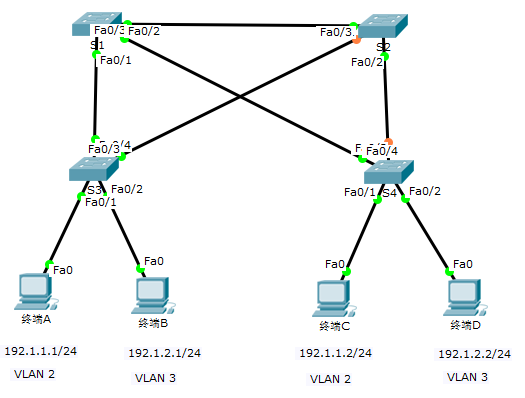 Fa0/3
Fa0/2
S1
Fa0/1
Fa0/3
S2
Fa0/2
Fa0/3
S3
Fa0/2
Fa0/1
Fa0/4
Fa0/1
S4
Fa0/2
Fa0
Fa0
Fa0
Fa0
终端A
终端B
终端C
终端D
192.1.1.1/24
192.1.2.1/24
192.1.1.2/24
192.1.2.2/24
VLAN 2
VLAN 3
VLAN 2
VLAN 3